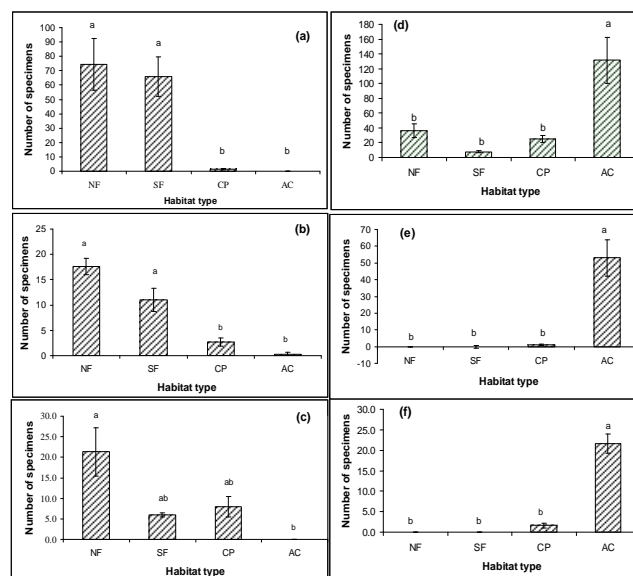 (a)
Number of specimens
100
90
80
70
60
50
40
30
20
10
0
a
a
b
b
NF SF CP AC
Habitat type
(b)
Number of specimens
25
20
15
10
5
0
a
a
b
b
NF SF CP AC
Habitat type
(c)
Number of specimens
30.0
25.0
20.0
15.0
10.0
5.0
0.0
a
ab
ab
b
NF SF CP AC
Habitat type
(d)
Number of specimens
180
160
140
120
100
80
60
40
20
0
b
b
b
a
NF SF CP AC
Habitat type
(e)
Number of specimens
70
60
50
40
30
20
10
0
-10
b
b
b
a
NF SF CP AC
Habitat type
(f)
Number of specimens
30.0
25.0
20.0
15.0
10.0
5.0
0.0
b
b
b
a
NF SF CP AC
Habitat type